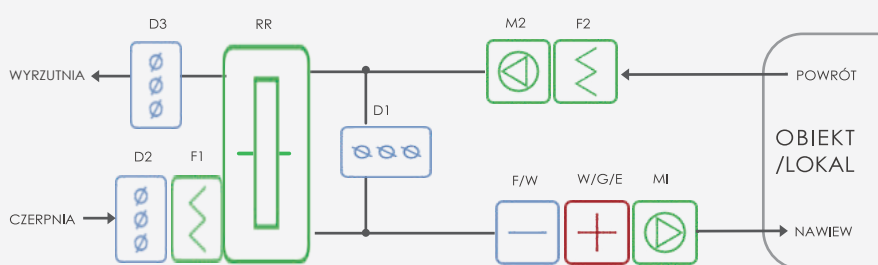 D3
RR
M2
F2
WYRZUTNIA
POWRÓT
D1
OBIEKT
/LOKAL
D2
F1
F/W
W/G/E
MI
CZERPNIA
NAWIEW